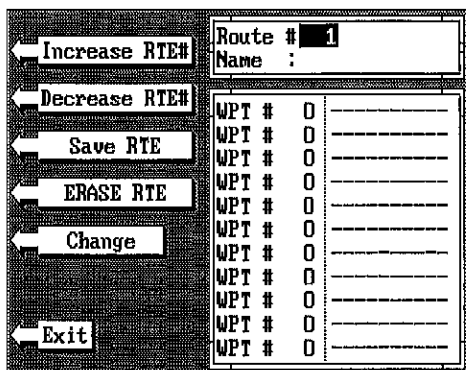 Increase RTE#
Decrease RTE#
Save RTE
ERASE RTE
Change
Exit
Route # 1
Name :
WPT # 0 ----------
WPT # 0 ----------
WPT # 0 ----------
WPT # 0 ----------
WPT # 0 ----------
WPT # 0 ----------
WPT # 0 ----------
WPT # 0 ----------
WPT # 0 ----------
WPT # 0 ----------
WPT # 0 ----------